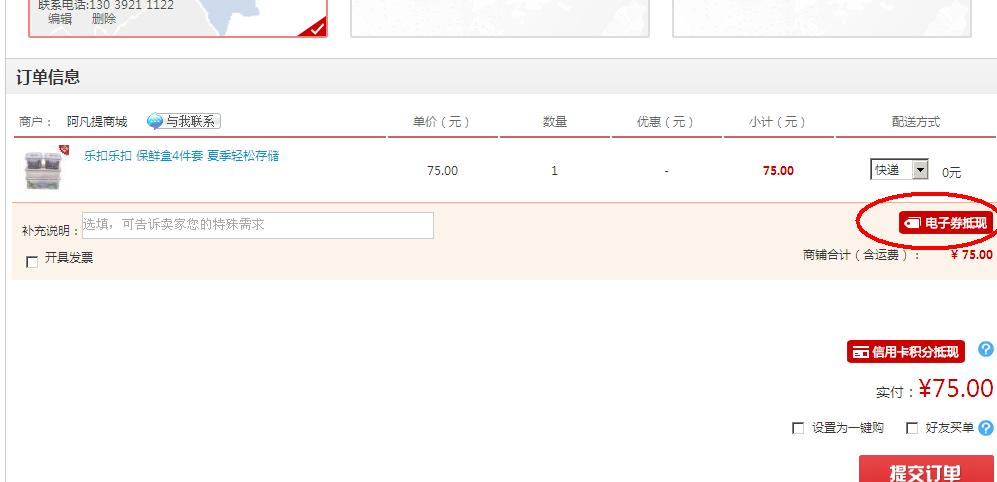 联系电话:130 3921 1122
编辑 删除
订单信息
商户： 阿凡提商城 与我联系 单价（元） 数量 优惠（元） 小计（元） 配送方式
乐扣乐扣 保鲜盒4件套 夏季轻松存储 75.00 1 - 75.00 快递 0元
补充说明： 选填，可告诉卖家您的特殊需求 电子券抵现
开具发票 商铺合计（含运费）： ¥ 75.00
信用卡积分抵现 ?
实付：¥75.00
设置为一键购 好友买单 ?
提交订单